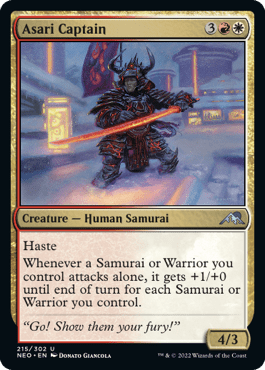 Asari Captain 3
Creature — Human Samurai
Haste
Whenever a Samurai or Warrior you
control attacks alone, it gets +1/+0
until end of turn for each Samurai or
Warrior you control.
“Go! Show them your fury!”
4/3
215/302 U
NEO • EN DONATO GIANCOLA
™ & © 2022 Wizards of the Coast